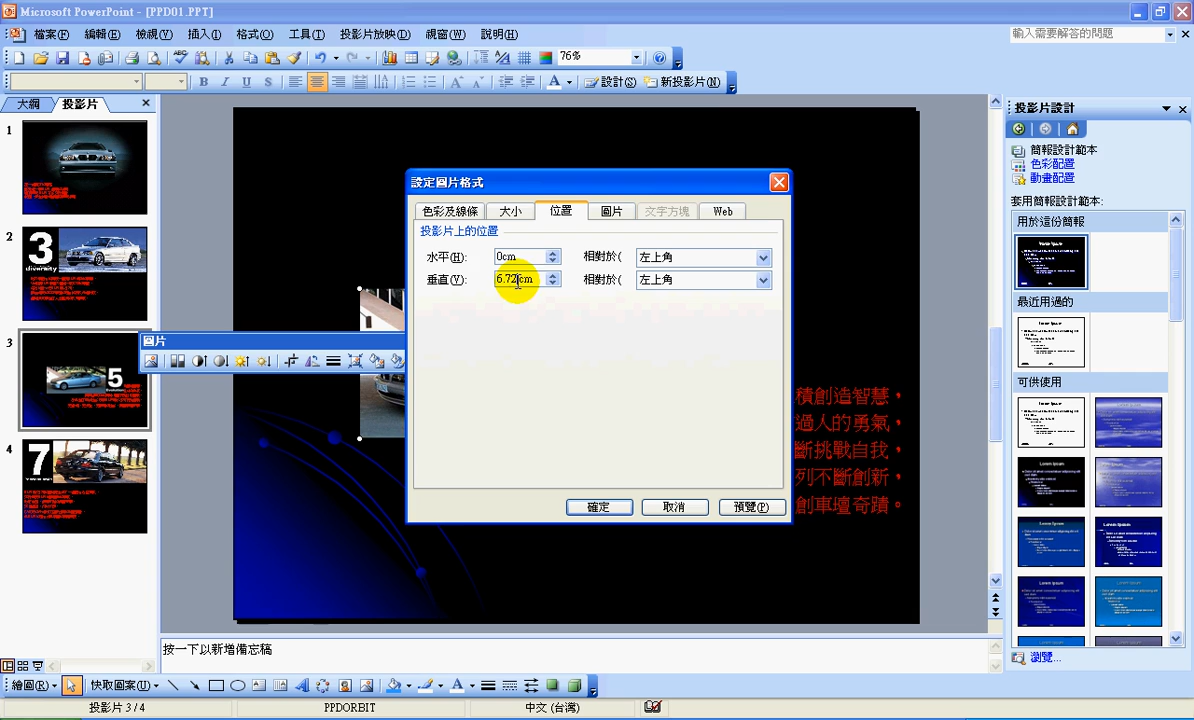 Microsoft PowerPoint - [PPD01.PPT]
檔案(F) 編輯(E) 檢視(V) 插入(I) 格式(O) 工具(T) 投影片放映(D) 視窗(W) 說明(H)
輸入需要解答的問題
76%
B I U S
設計(S) 新投影片(N)
大綱 投影片
投影片設計
簡報設計範本
色彩配置
動畫配置
套用簡報設計範本:
用於這份簡報
最近用過的
可供使用
瀏覽...
1
2
3
diversity
3
5
4
7
設定圖片格式
色彩及線條 大小 位置 圖片 文字方塊 Web
投影片上的位置
水平(H): 0cm 相對於( 左上角
垂直(V): 6.72cm 相對於( 左上角
確定 取消 預覽(P)
圖片
積創造智慧，
過人的勇氣，
斷挑戰自我，
列不斷創新，
創車壇奇蹟。
按一下以新增備忘稿
繪圖(R) 快取圖案(U)
投影片 3 / 4 PPDORBIT 中文 (台灣)